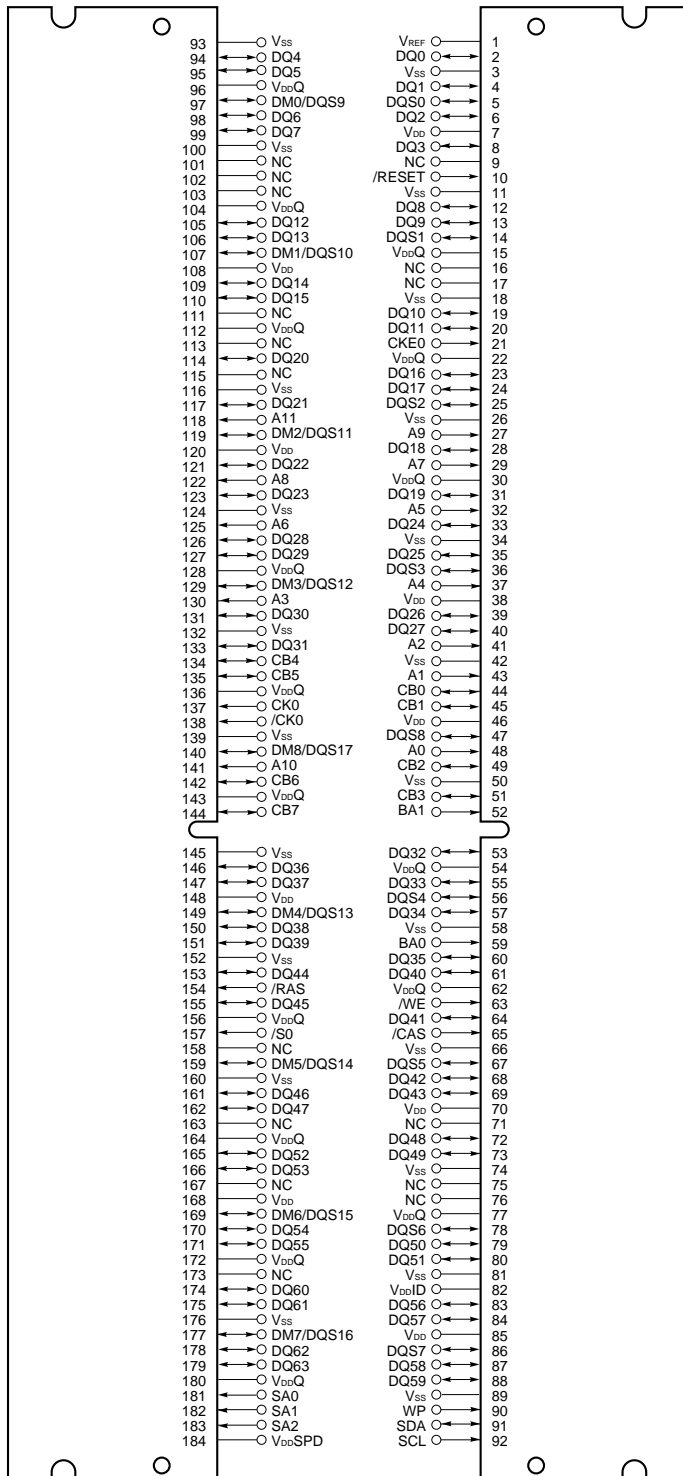 93 VSS VREF 1
94 DQ4 DQ0 2
95 DQ5 VSS 3
96 VDDQ DQ1 4
97 DM0/DQS9 DQS0 5
98 DQ6 DQ2 6
99 DQ7 VDD 7
100 VSS DQ3 8
101 NC NC 9
102 NC /RESET 10
103 NC VSS 11
104 VDDQ DQ8 12
105 DQ12 DQ9 13
106 DQ13 DQS1 14
107 DM1/DQS10 VDDQ 15
108 VDD NC 16
109 DQ14 NC 17
110 DQ15 VSS 18
111 NC DQ10 19
112 VDDQ DQ11 20
113 NC CKE0 21
114 DQ20 VDDQ 22
115 NC DQ16 23
116 VSS DQ17 24
117 DQ21 DQS2 25
118 A11 VSS 26
119 DM2/DQS11 A9 27
120 VDD DQ18 28
121 DQ22 A7 29
122 A8 VDDQ 30
123 DQ23 DQ19 31
124 VSS A5 32
125 A6 DQ24 33
126 DQ28 VSS 34
127 DQ29 DQ25 35
128 VDDQ DQS3 36
129 DM3/DQS12 A4 37
130 A3 VDD 38
131 DQ30 DQ26 39
132 VSS DQ27 40
133 DQ31 A2 41
134 CB4 VSS 42
135 CB5 A1 43
136 VDDQ CB0 44
137 CK0 CB1 45
138 /CK0 VDD 46
139 VSS DQS8 47
140 DM8/DQS17 A0 48
141 A10 CB2 49
142 CB6 VSS 50
143 VDDQ CB3 51
144 CB7 BA1 52
145 VSS DQ32 53
146 DQ36 VDDQ 54
147 DQ37 DQ33 55
148 VDD DQS4 56
149 DM4/DQS13 DQ34 57
150 DQ38 VSS 58
151 DQ39 BA0 59
152 VSS DQ35 60
153 DQ44 DQ40 61
154 /RAS VDDQ 62
155 DQ45 /WE 63
156 VDDQ DQ41 64
157 /S0 /CAS 65
158 NC VSS 66
159 DM5/DQS14 DQS5 67
160 VSS DQ42 68
161 DQ46 DQ43 69
162 DQ47 VDD 70
163 NC NC 71
164 VDDQ DQ48 72
165 DQ52 DQ49 73
166 DQ53 VSS 74
167 NC NC 75
168 VDD NC 76
169 DM6/DQS15 VDDQ 77
170 DQ54 DQS6 78
171 DQ55 DQ50 79
172 VDDQ DQ51 80
173 NC VSS 81
174 DQ60 VDDID 82
175 DQ61 DQ56 83
176 VSS DQ57 84
177 DM7/DQS16 VDD 85
178 DQ62 DQS7 86
179 DQ63 DQ58 87
180 VDDQ DQ59 88
181 SA0 VSS 89
182 SA1 WP 90
183 SA2 SDA 91
184 VDDSPD SCL 92